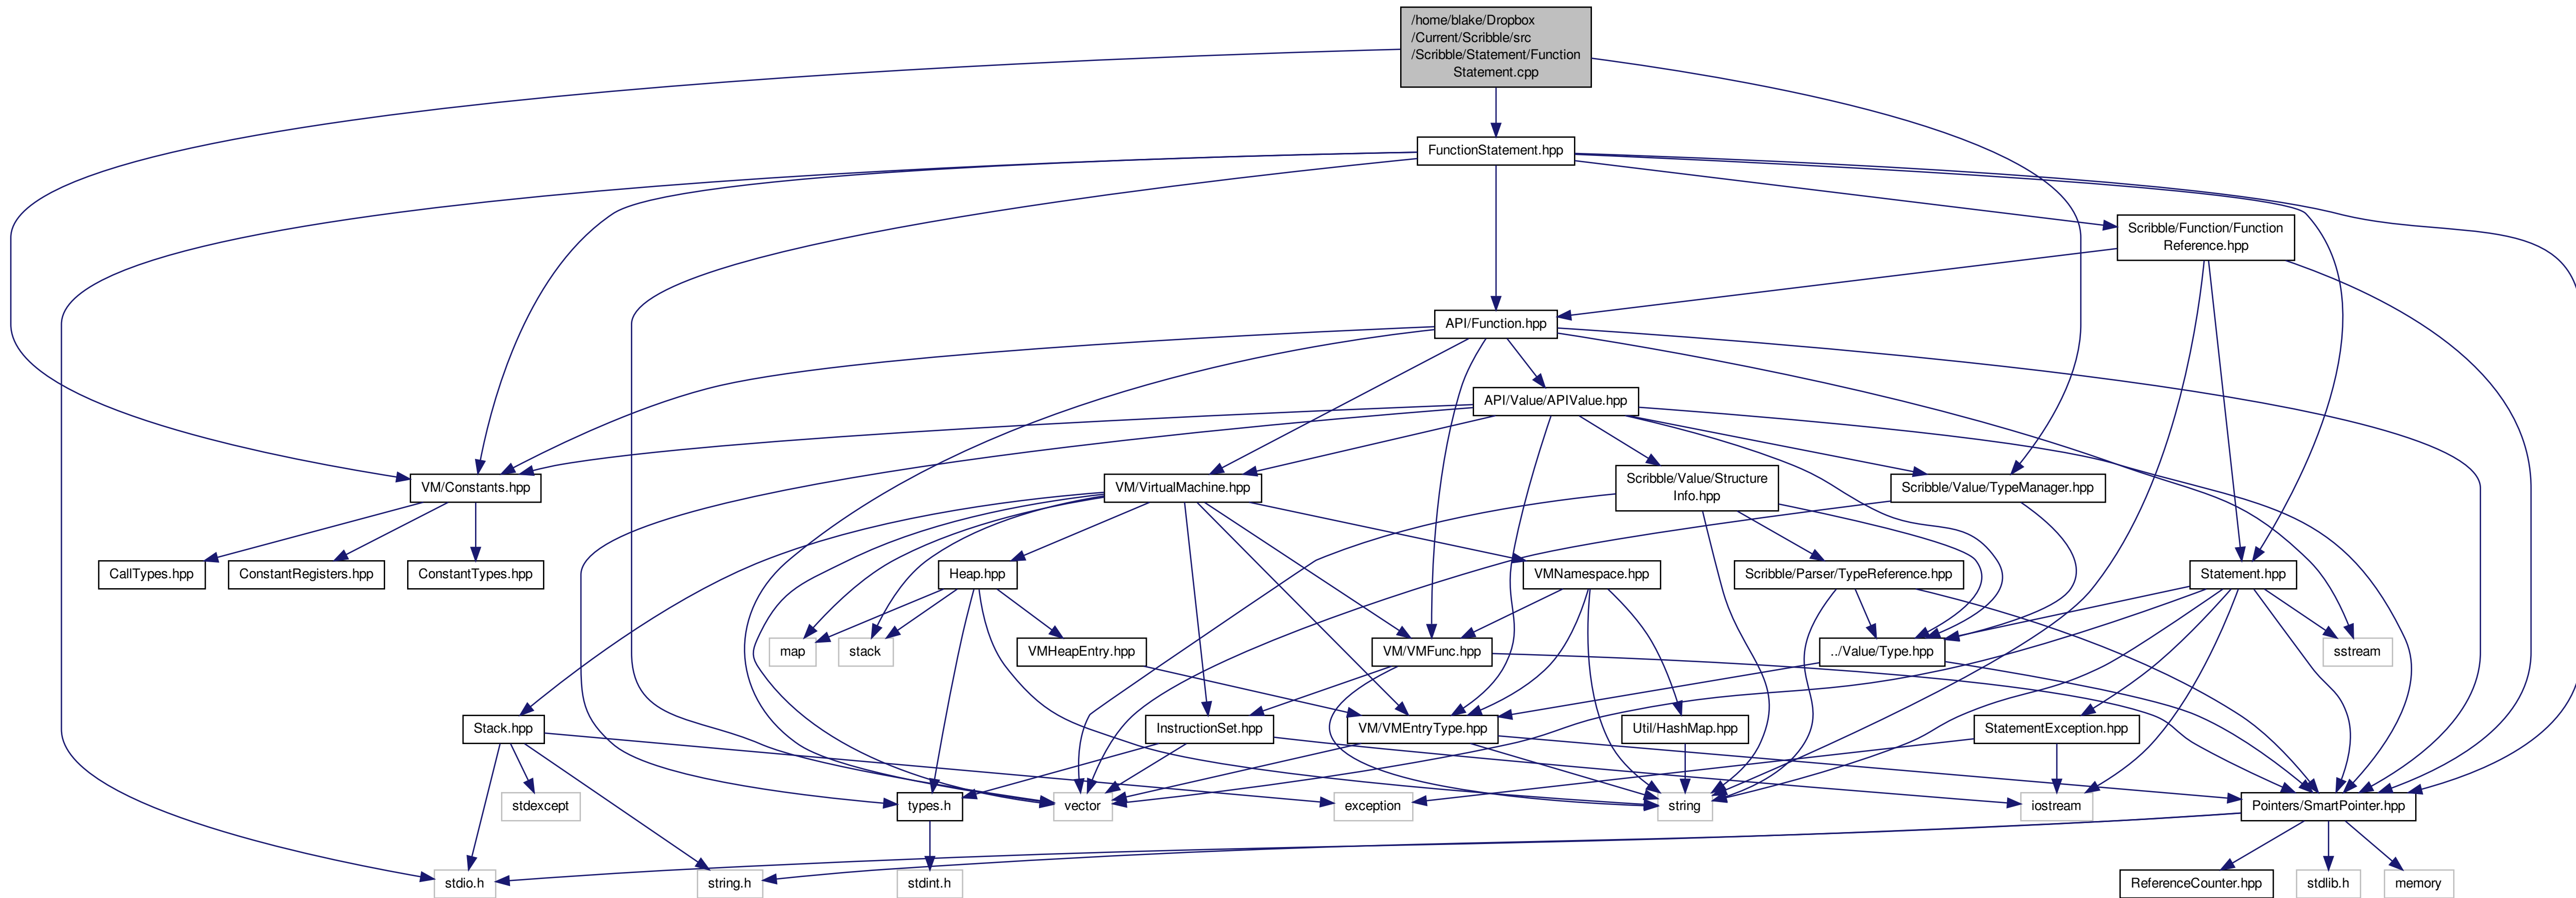 /home/blake/Dropbox
/Current/Scribble/src
/Scribble/Statement/Function
Statement.cpp
FunctionStatement.hpp
Scribble/Function/Function
Reference.hpp
API/Function.hpp
API/Value/APIValue.hpp
VM/Constants.hpp
VM/VirtualMachine.hpp
Scribble/Value/Structure
Info.hpp
Scribble/Value/TypeManager.hpp
CallTypes.hpp
ConstantRegisters.hpp
ConstantTypes.hpp
Heap.hpp
VMNamespace.hpp
Scribble/Parser/TypeReference.hpp
Statement.hpp
map
stack
VMHeapEntry.hpp
VM/VMFunc.hpp
../Value/Type.hpp
sstream
Stack.hpp
InstructionSet.hpp
VM/VMEntryType.hpp
Util/HashMap.hpp
StatementException.hpp
stdexcept
types.h
vector
exception
string
iostream
Pointers/SmartPointer.hpp
stdio.h
string.h
stdint.h
ReferenceCounter.hpp
stdlib.h
memory